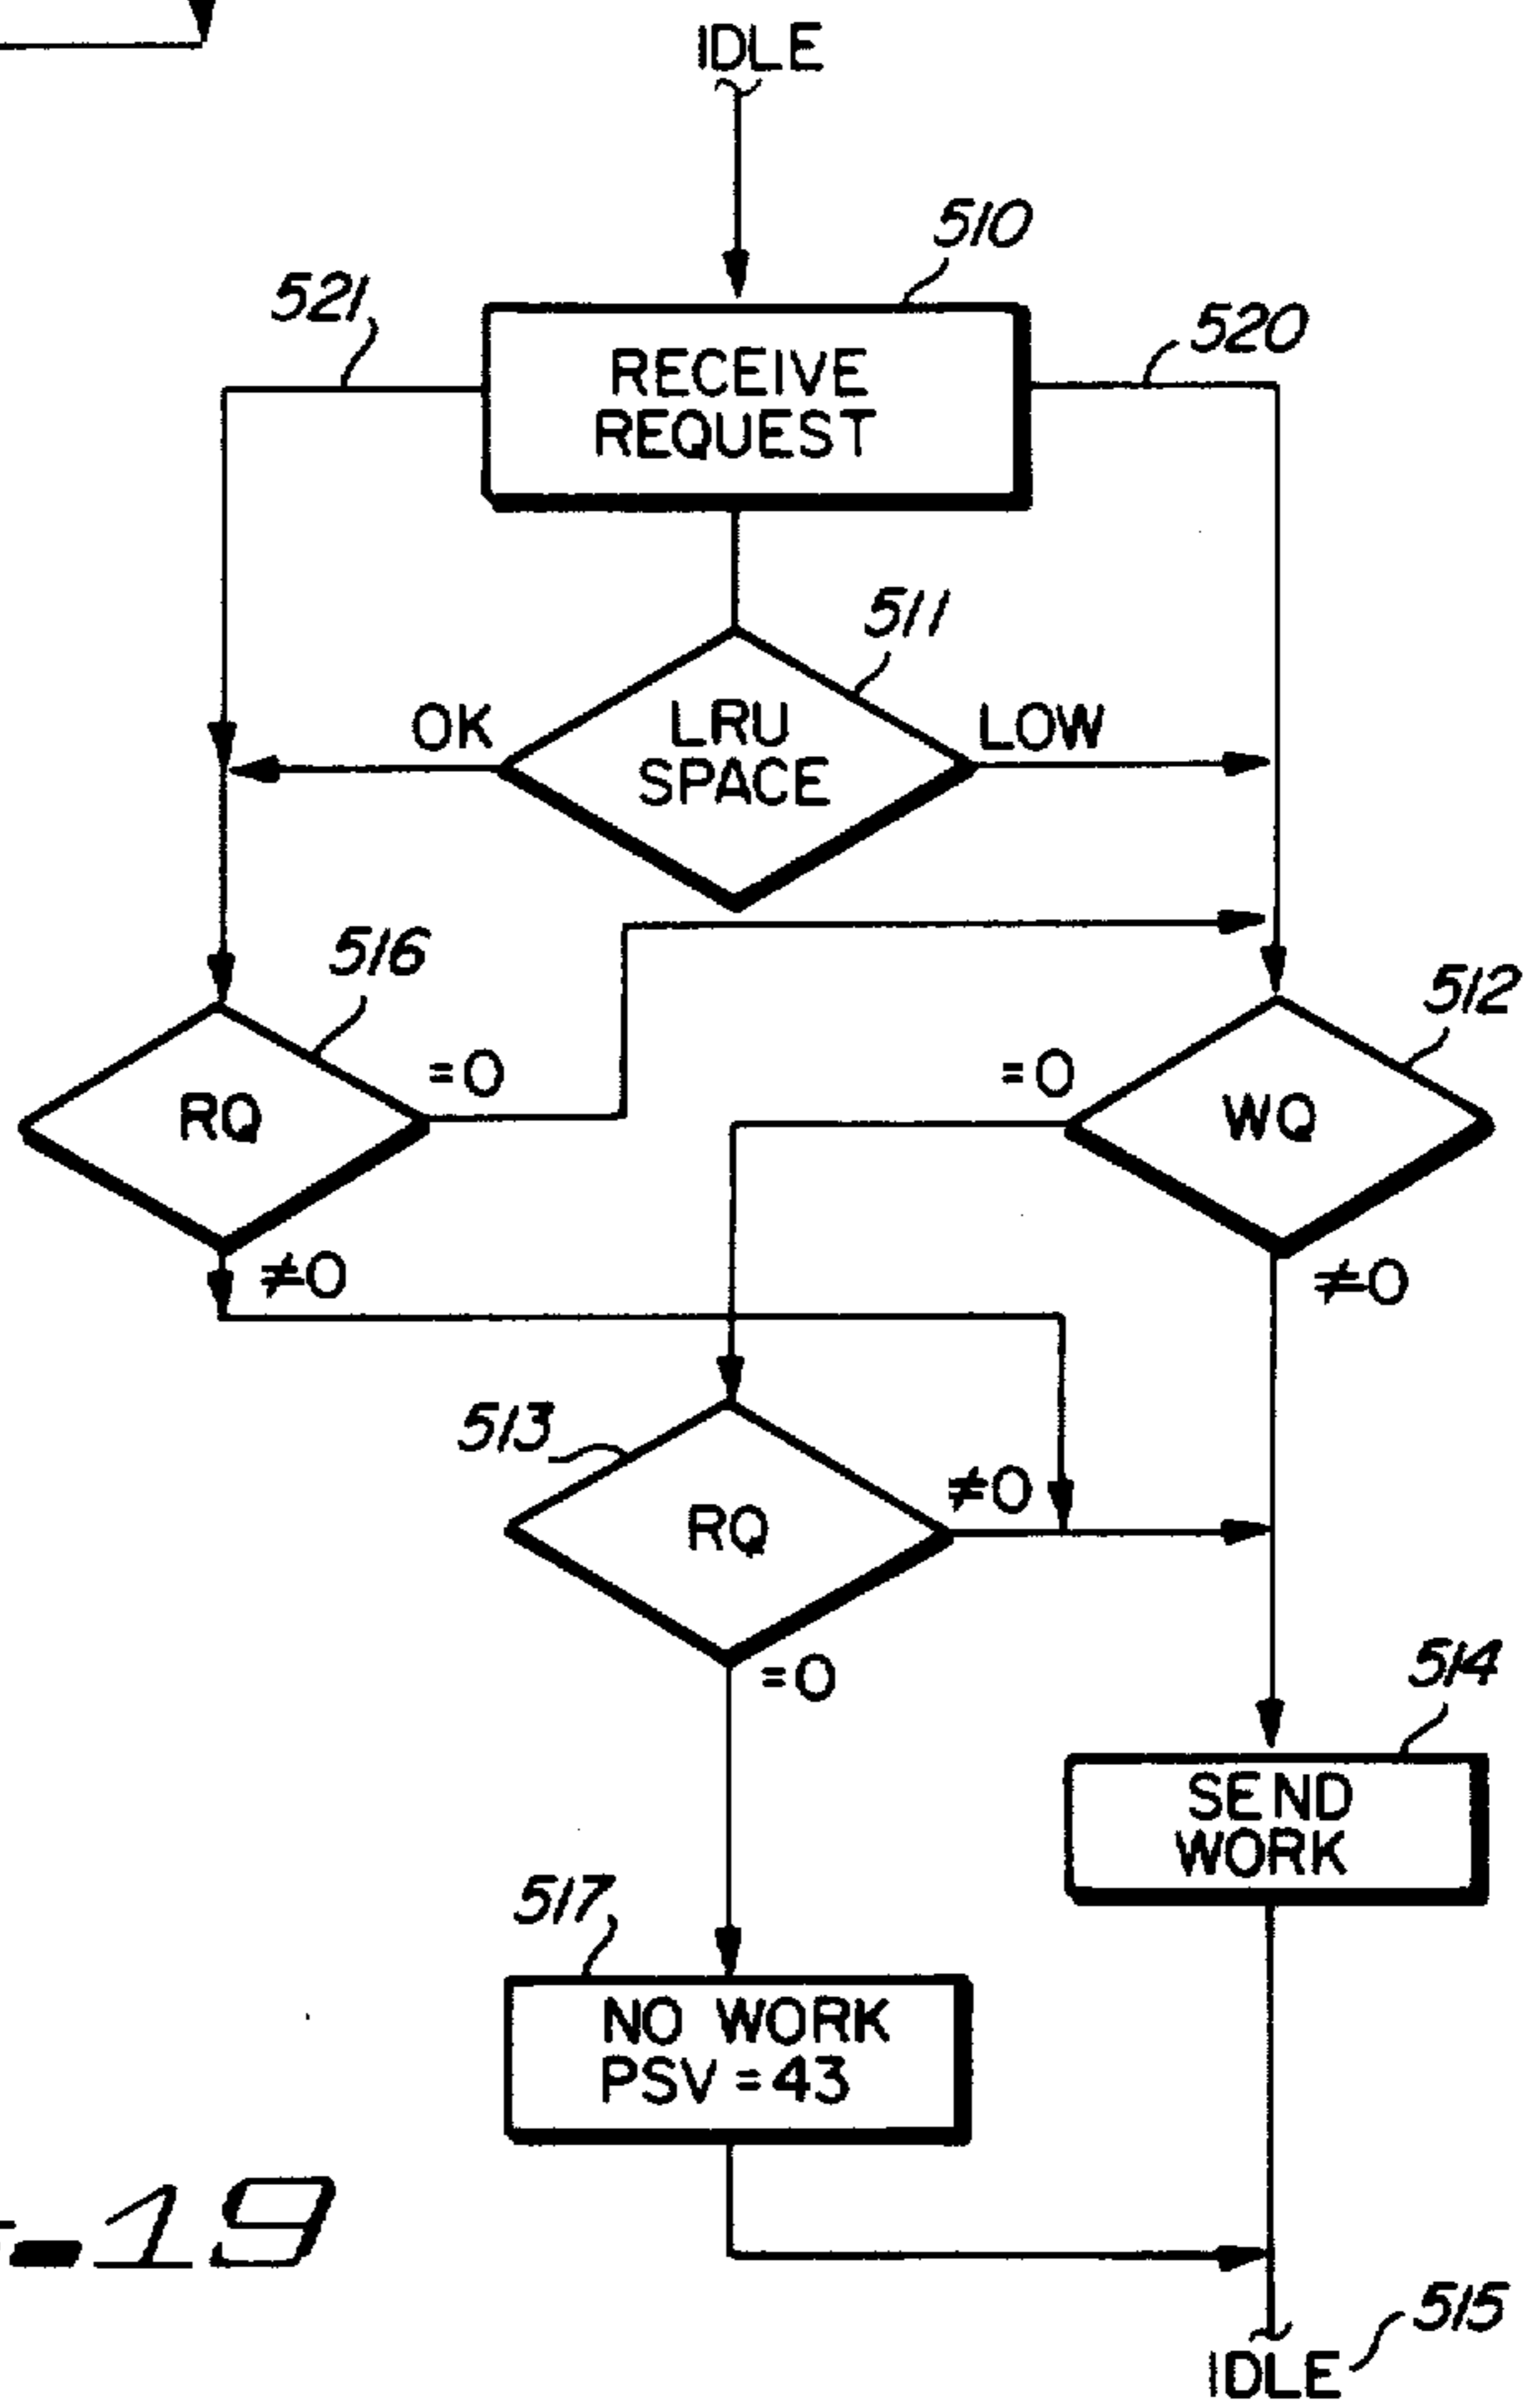 IDLE
510
521
520
RECEIVE
REQUEST
511
OK
LRU
SPACE
LOW
516
512
=0
=0
RQ
WQ
≠0
≠0
513
≠0
RQ
=0
514
SEND
WORK
517
NO WORK
PSV=43
-19
515
IDLE